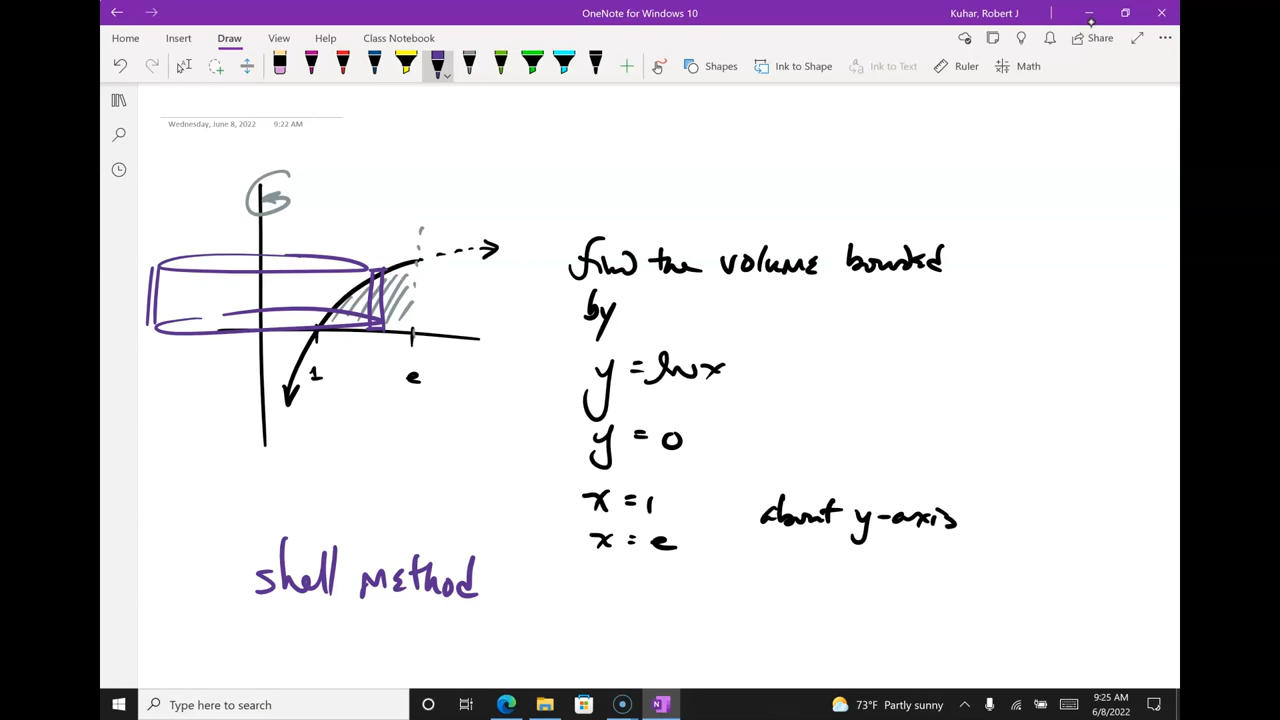 OneNote for Windows 10
Kuhar, Robert J
Home Insert Draw View Help Class Notebook
Share
Shapes Ink to Shape Ink to Text Ruler Math
Wednesday, June 8, 2022 9:22 AM
find the volume bounded
by
y = ln x
y = 0
x = 1
about y-axis
x = e
1 e
shell method
Type here to search
73°F Partly sunny
9:25 AM
6/8/2022